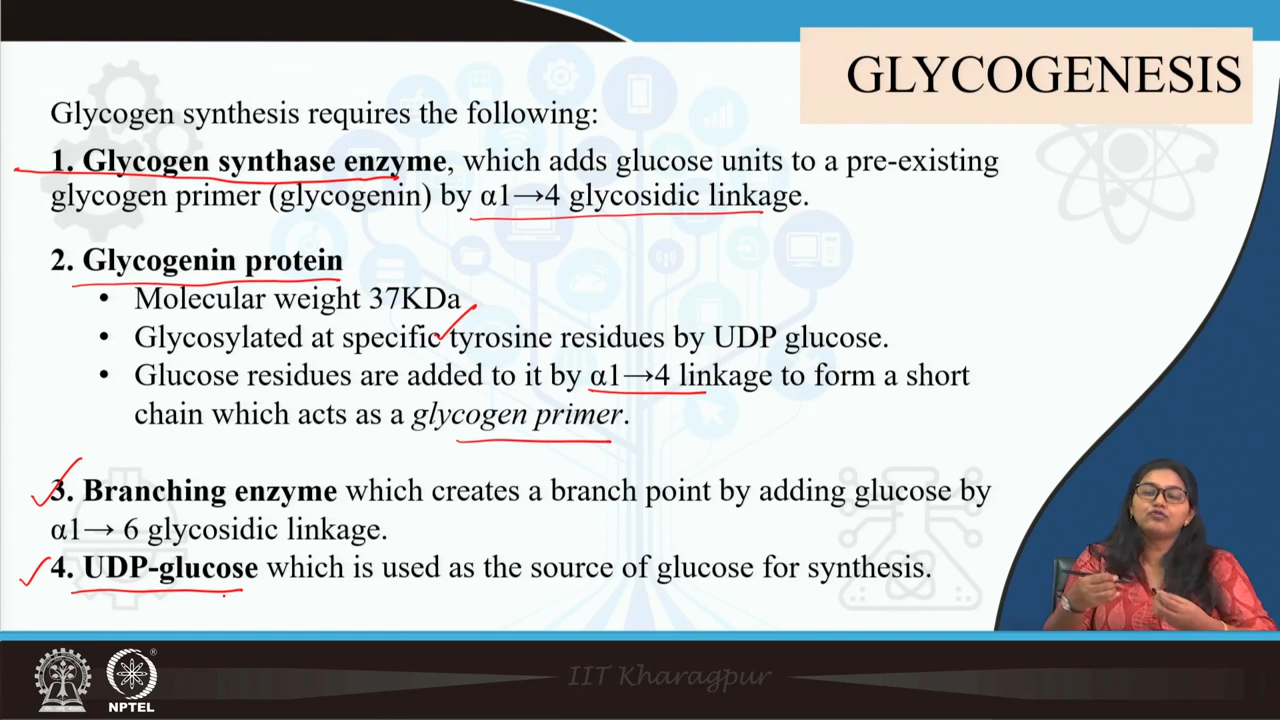 GLYCOGENESIS
Glycogen synthesis requires the following:
1. Glycogen synthase enzyme, which adds glucose units to a pre-existing
glycogen primer (glycogenin) by α1→4 glycosidic linkage.
2. Glycogenin protein
• Molecular weight 37KDa
• Glycosylated at specific tyrosine residues by UDP glucose.
• Glucose residues are added to it by α1→4 linkage to form a short
chain which acts as a glycogen primer.
3. Branching enzyme which creates a branch point by adding glucose by
α1→ 6 glycosidic linkage.
4. UDP-glucose which is used as the source of glucose for synthesis.
IIT Kharagpur
®
NPTEL